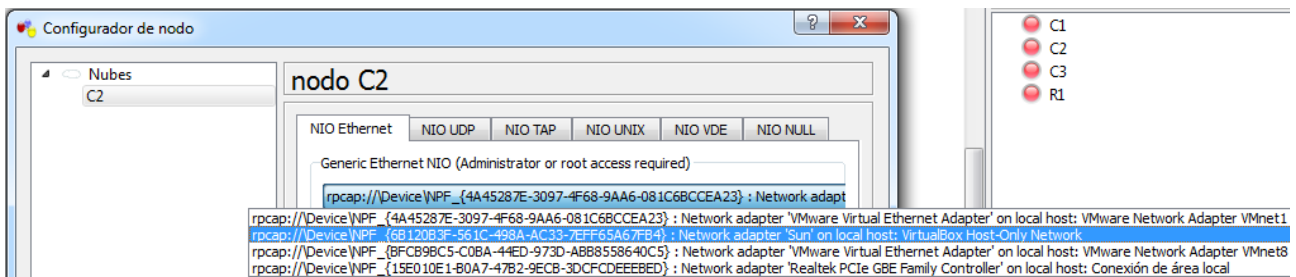 Configurador de nodo
C1
C2
C3
R1
Nubes
C2
nodo C2
NIO Ethernet NIO UDP NIO TAP NIO UNIX NIO VDE NIO NULL
Generic Ethernet NIO (Administrator or root access required)
rpcap://\Device\NPF_{4A45287E-3097-4F68-9AA6-081C6BCCEA23} : Network adapt
rpcap://\Device\NPF_{4A45287E-3097-4F68-9AA6-081C6BCCEA23} : Network adapter 'VMware Virtual Ethernet Adapter' on local host: VMware Network Adapter VMnet1
rpcap://\Device\NPF_{6B120B3F-561C-498A-AC33-7EFF65A67FB4} : Network adapter 'Sun' on local host: VirtualBox Host-Only Network
rpcap://\Device\NPF_{BFCB9BC5-C0BA-44ED-973D-ABB8558640C5} : Network adapter 'VMware Virtual Ethernet Adapter' on local host: VMware Network Adapter VMnet8
rpcap://\Device\NPF_{15E010E1-B0A7-47B2-9ECB-3DCFCDEEEBED} : Network adapter 'Realtek PCIe GBE Family Controller' on local host: Conexión de área local